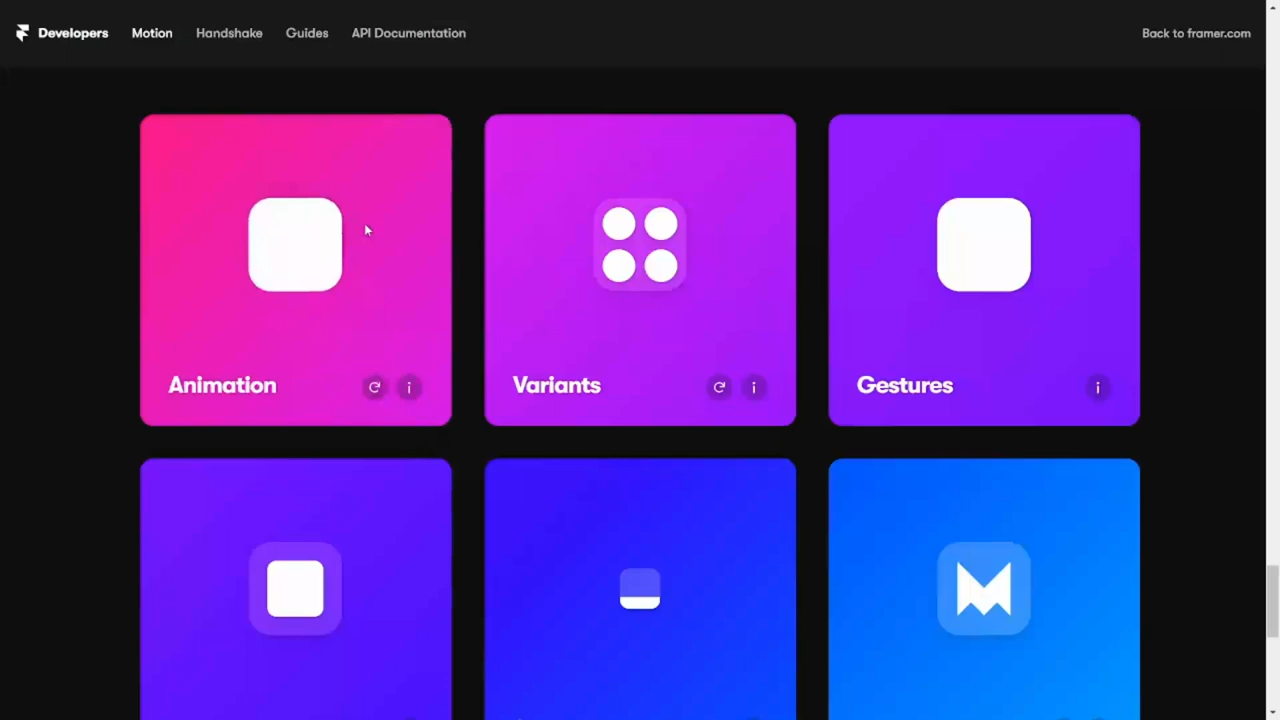 Developers Motion Handshake Guides API Documentation Back to framer.com
Animation Variants Gestures